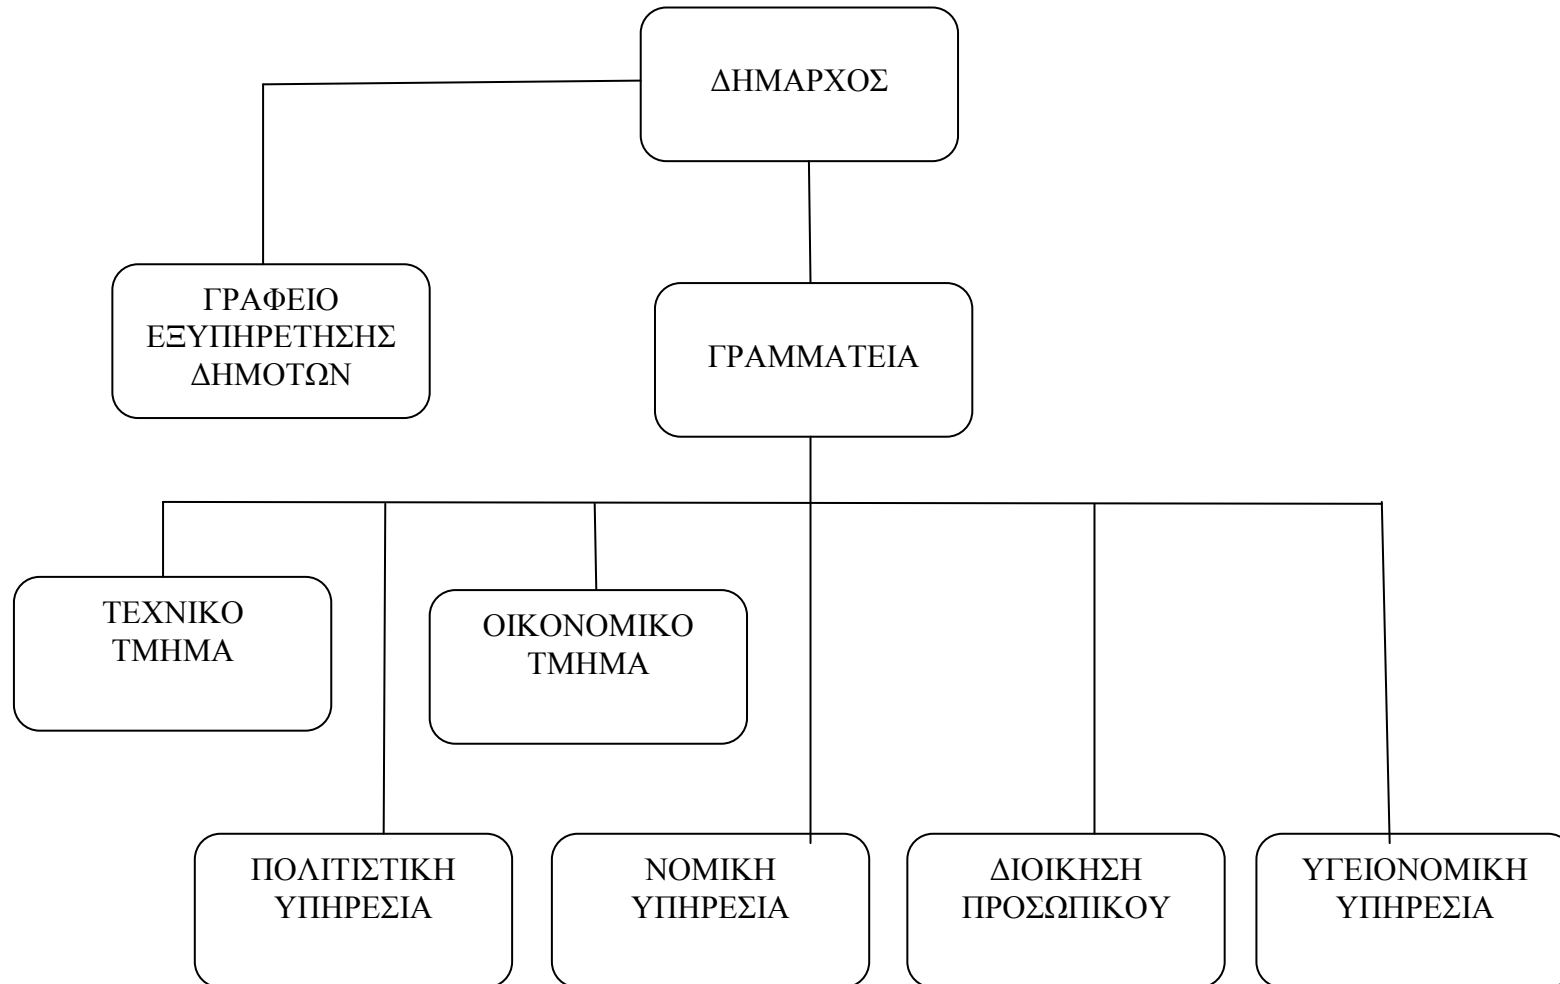 ΔΗΜΑΡΧΟΣ
ΓΡΑΦΕΙΟ
ΕΞΥΠΗΡΕΤΗΣΗΣ
ΔΗΜΟΤΩΝ
ΓΡΑΜΜΑΤΕΙΑ
ΤΕΧΝΙΚΟ
ΤΜΗΜΑ
ΟΙΚΟΝΟΜΙΚΟ
ΤΜΗΜΑ
ΠΟΛΙΤΙΣΤΙΚΗ
ΥΠΗΡΕΣΙΑ
ΝΟΜΙΚΗ
ΥΠΗΡΕΣΙΑ
ΔΙΟΙΚΗΣΗ
ΠΡΟΣΩΠΙΚΟΥ
ΥΓΕΙΟΝΟΜΙΚΗ
ΥΠΗΡΕΣΙΑ